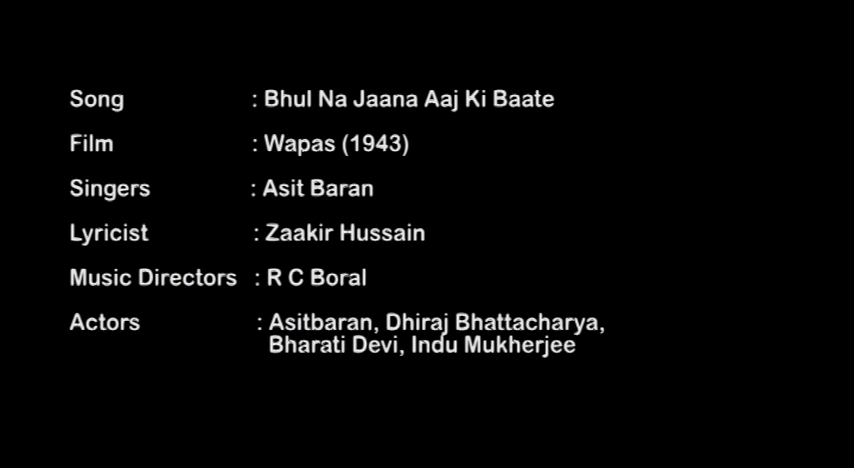 Song : Bhul Na Jaana Aaj Ki Baate
Film : Wapas (1943)
Singers : Asit Baran
Lyricist : Zaakir Hussain
Music Directors : R C Boral
Actors : Asitbaran, Dhiraj Bhattacharya,
Bharati Devi, Indu Mukherjee